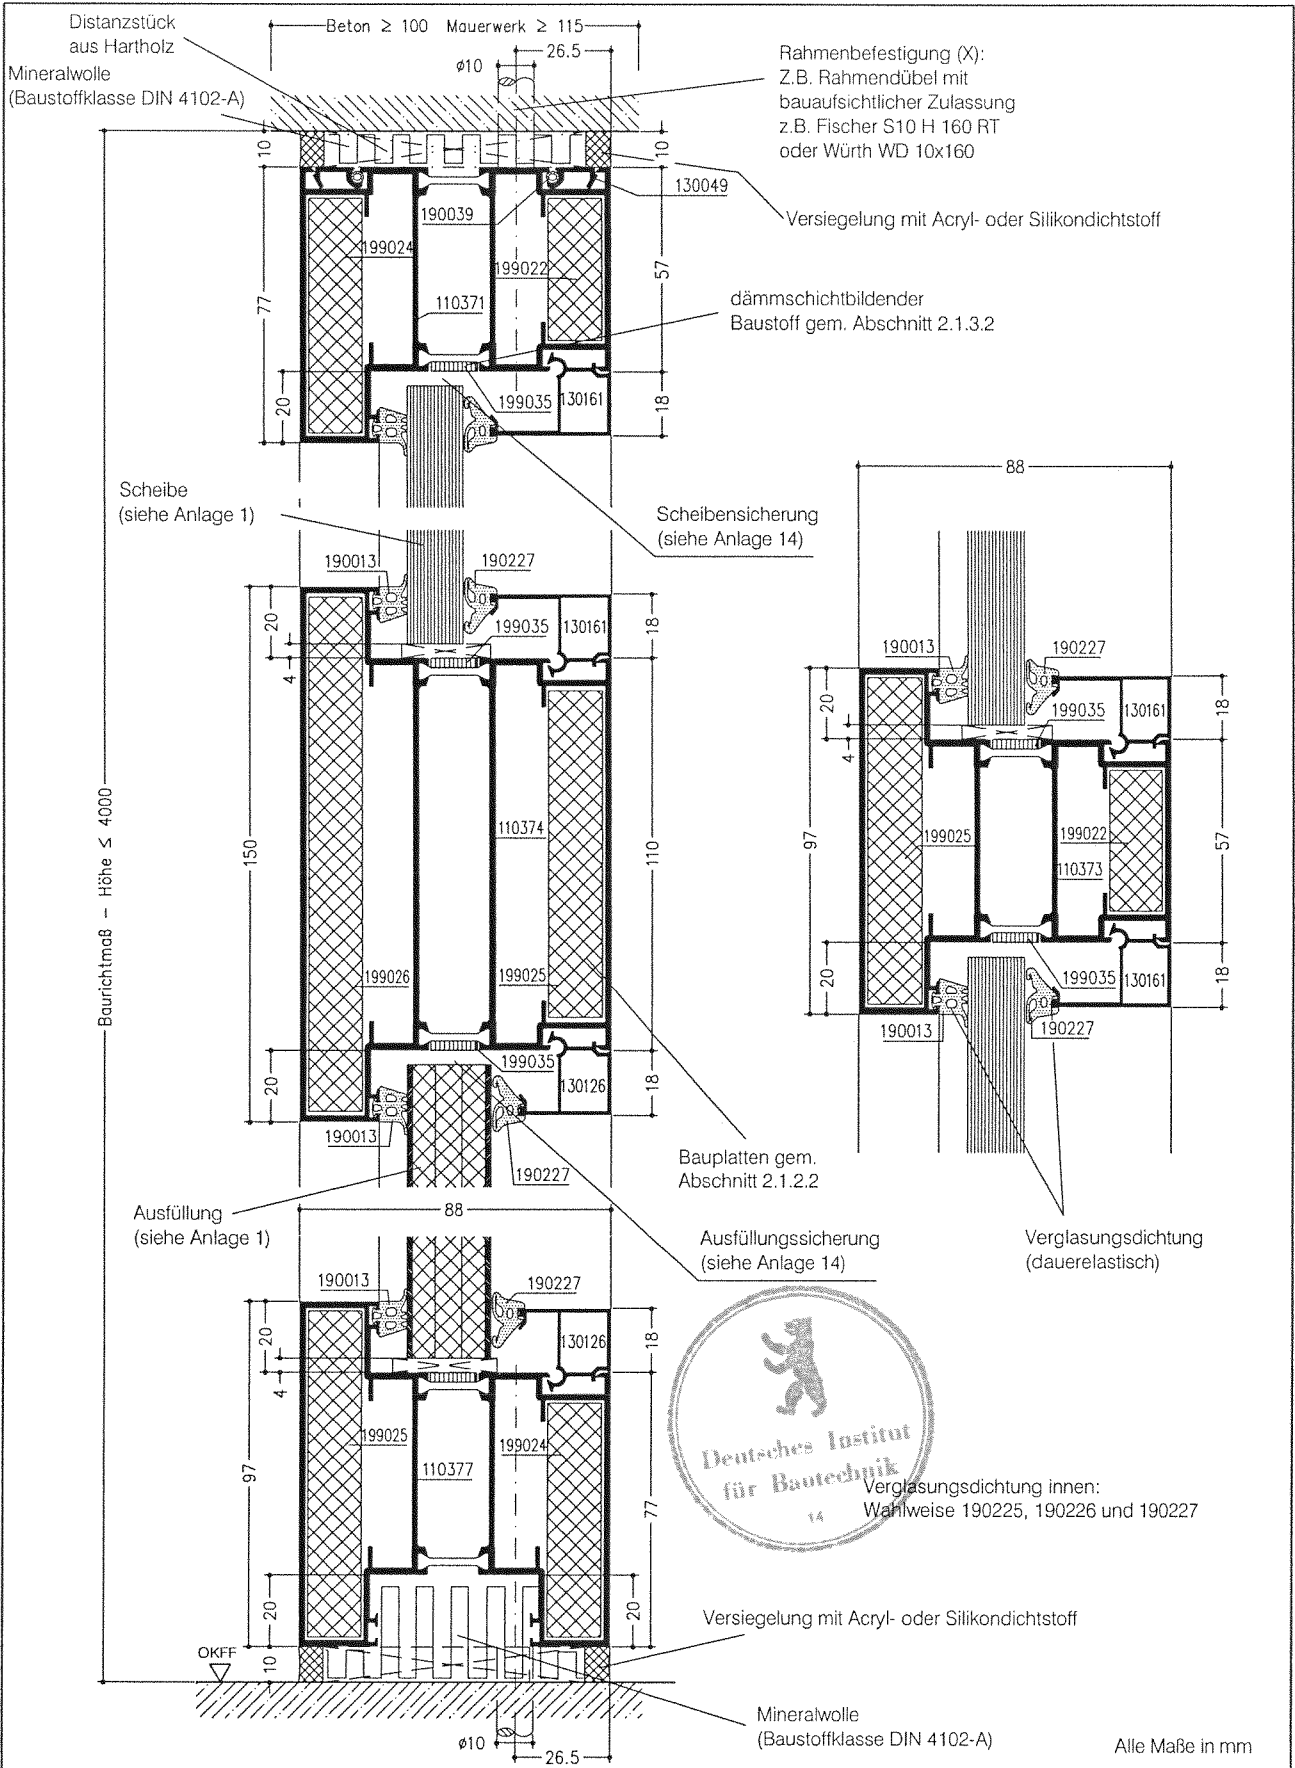 Distanzstück
aus Hartholz
Mineralwolle
(Baustoffklasse DIN 4102-A)
Beton ≥ 100 Mauerwerk ≥ 115
26.5
ø10
Rahmenbefestigung (X):
Z.B. Rahmendübel mit
bauaufsichtlicher Zulassung
z.B. Fischer S10 H 160 RT
oder Würth WD 10x160
10
10
130049
190039
Versiegelung mit Acryl- oder Silikondichtstoff
199024
199022
57
77
110371
dämmschichtbildender
Baustoff gem. Abschnitt 2.1.3.2
20
199035
130161
18
88
Scheibe
(siehe Anlage 1)
Scheibensicherung
(siehe Anlage 14)
190013
190227
20
199035
130161
18
4
190013
190227
20
199035
130161
18
4
Baurichtmaß - Höhe ≤ 4000
150
110374
110
97
199025
199022
110373
57
199026
199025
199035
20
130126
18
190013
190227
20
199035
130161
18
190013
190227
Bauplatten gem.
Abschnitt 2.1.2.2
Ausfüllung
(siehe Anlage 1)
88
Ausfüllungssicherung
(siehe Anlage 14)
Verglasungsdichtung
(dauerelastisch)
190013
190227
20
130126
18
4
199025
199024
110377
97
77
Deutsches Institut
für Bautechnik
14
Verglasungsdichtung innen:
Wahlweise 190225, 190226 und 190227
20
20
Versiegelung mit Acryl- oder Silikondichtstoff
OKFF
10
Mineralwolle
(Baustoffklasse DIN 4102-A)
ø10
26.5
Alle Maße in mm